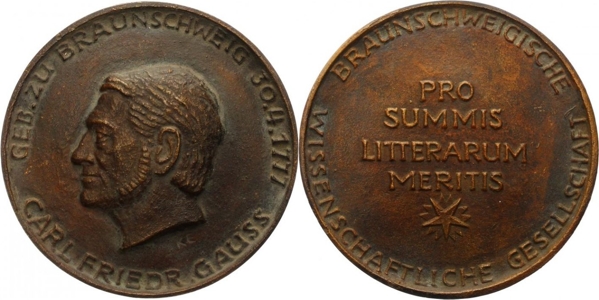 GEB. ZU BRAUNSCHWEIG 30.4.1777
CARL FRIEDR. GAUSS
BRAUNSCHWEIGISCHE
WISSENSCHAFTLICHE GESELLSCHAFT
PRO
SUMMIS
LITTERARUM
MERITIS